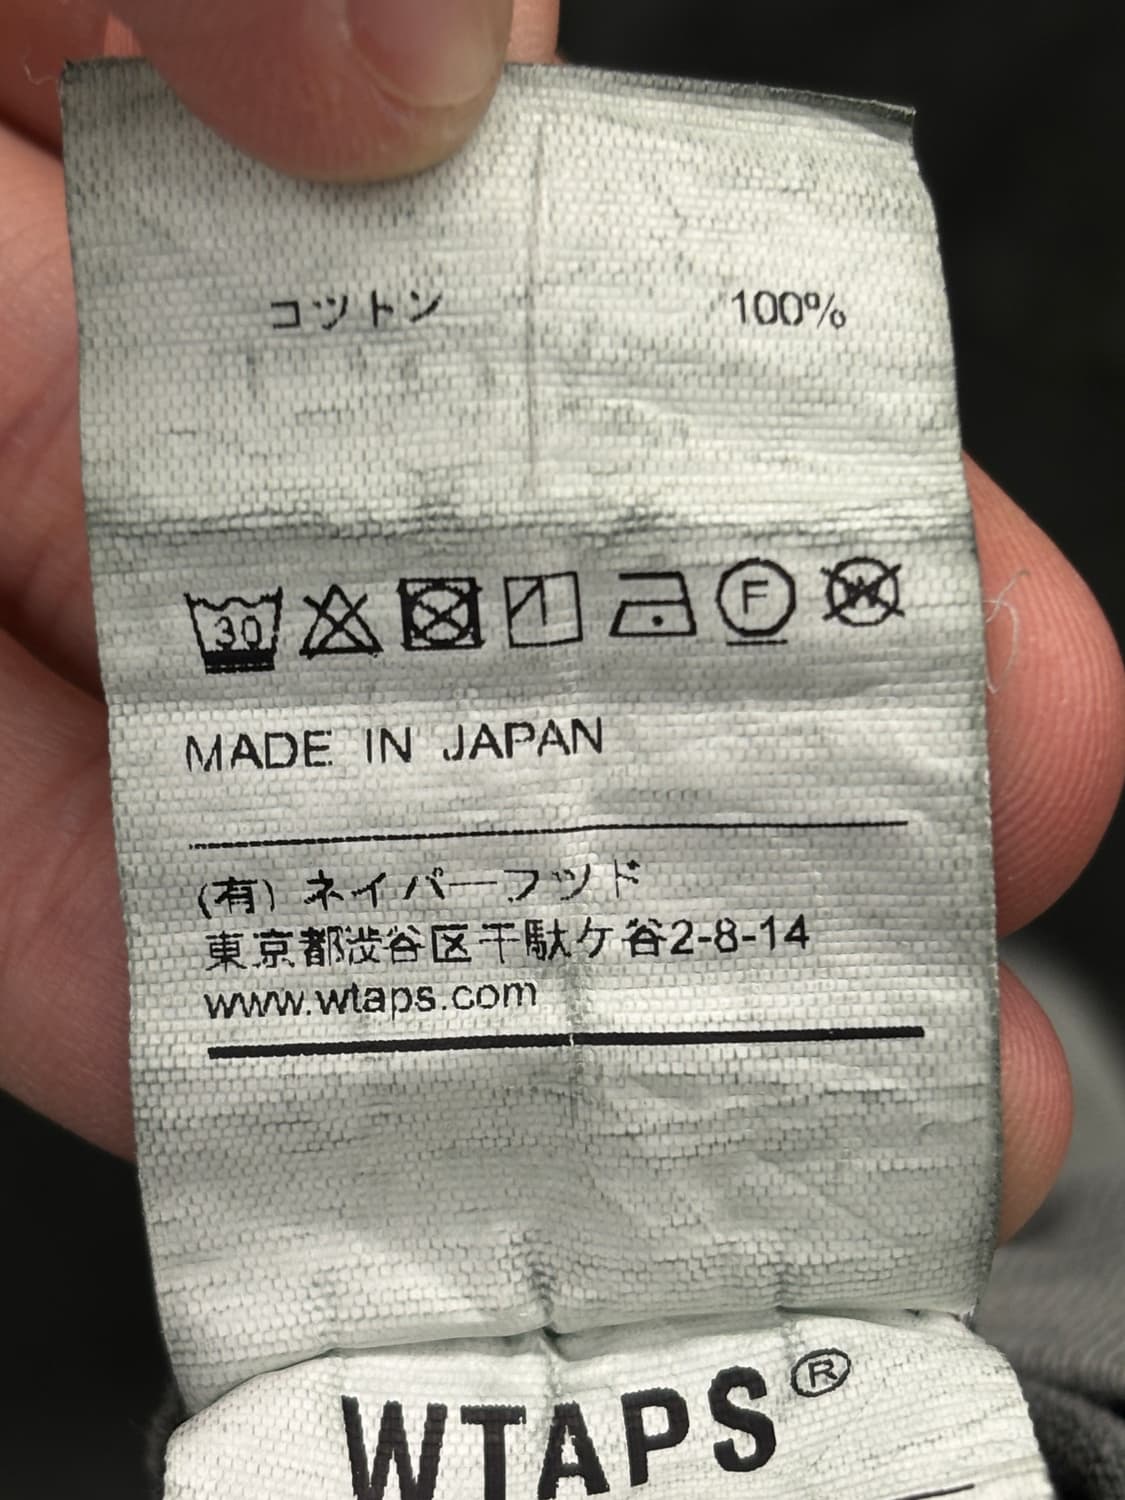 コットン 100%
30 F W
MADE IN JAPAN
(有) ネイバーフッド
東京都渋谷区千駄ケ谷2-8-14
www.wtaps.com
WTAPS®